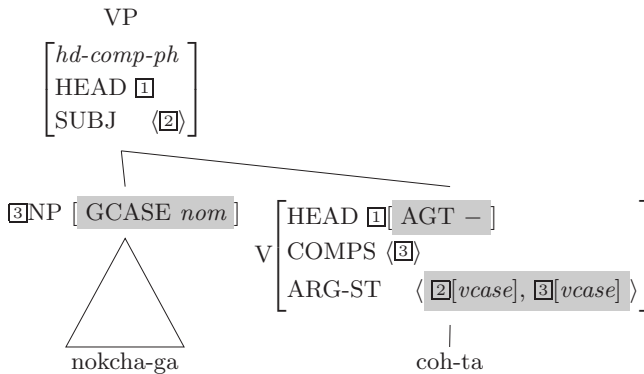 VP
hd-comp-ph
HEAD 1
SUBJ ⟨2⟩
3NP [ GCASE nom ]
V
HEAD 1[ AGT − ]
COMPS ⟨3⟩
ARG-ST ⟨ 2[vcase], 3[vcase] ⟩
nokcha-ga
coh-ta